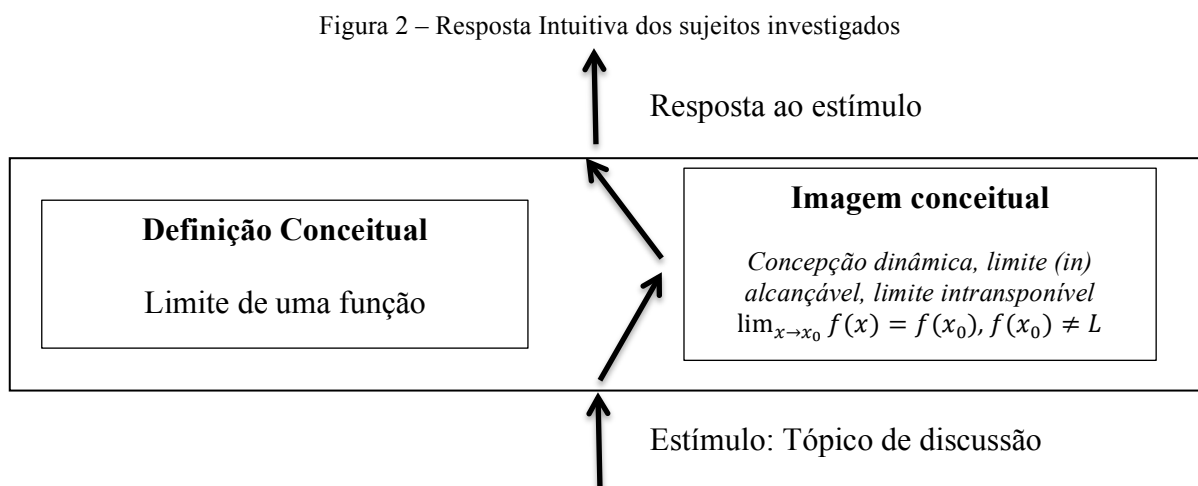 Figura 2 – Resposta Intuitiva dos sujeitos investigados
Resposta ao estímulo
Definição Conceitual
Limite de uma função
Imagem conceitual
Concepção dinâmica, limite (in)
alcançável, limite intransponível
lim𝑥→𝑥₀ 𝑓(𝑥) = 𝑓(𝑥₀), 𝑓(𝑥₀) ≠ 𝐿
Estímulo: Tópico de discussão